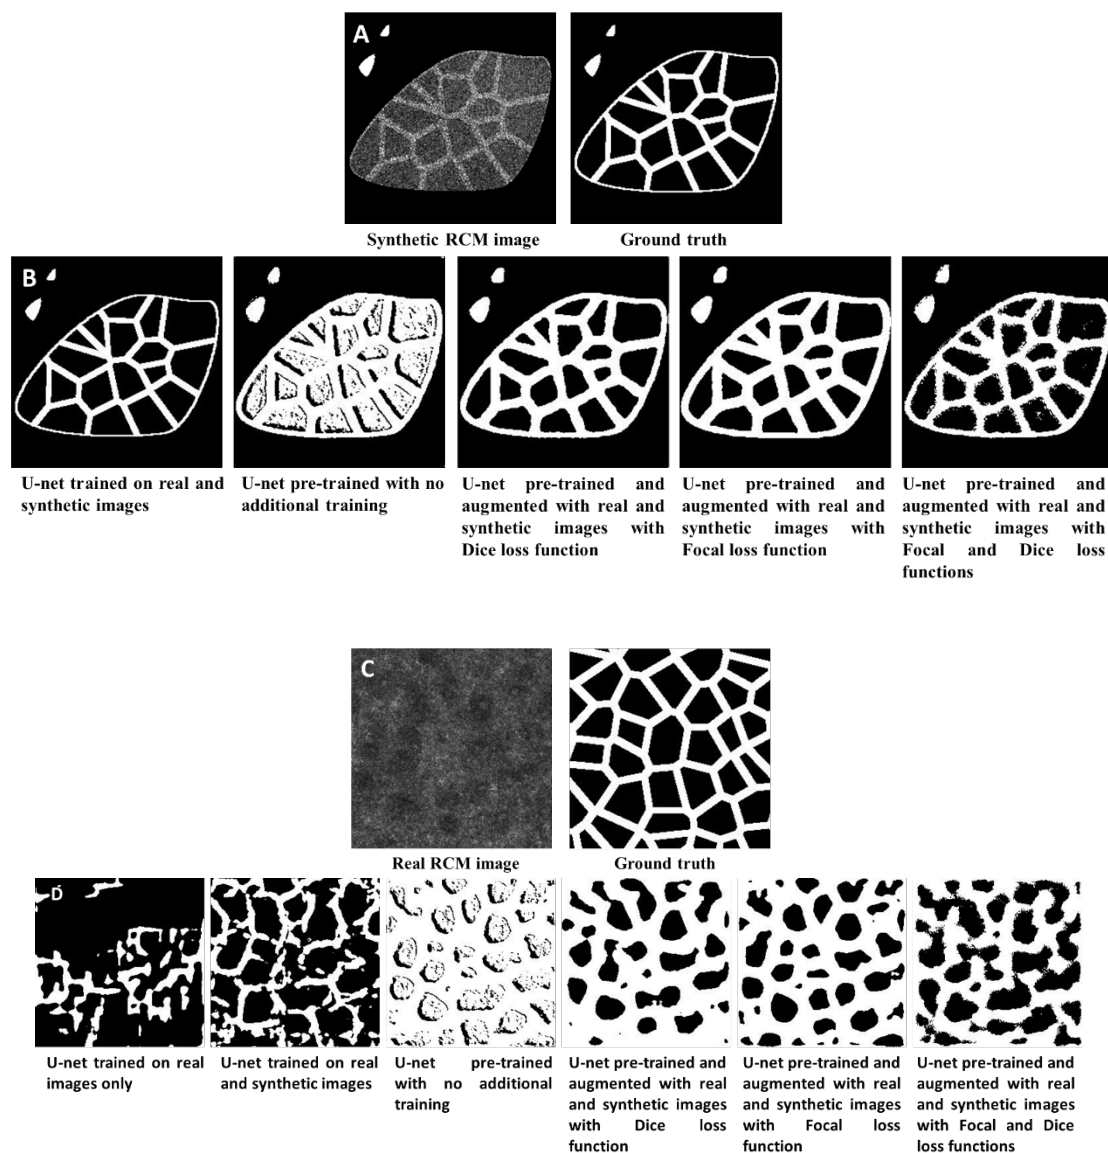 A
Synthetic RCM image
Ground truth
B
U-net trained on real and
synthetic images
U-net pre-trained with no
additional training
U-net pre-trained and
augmented with real and
synthetic images with
Dice loss function
U-net pre-trained and
augmented with real and
synthetic images with
Focal loss function
U-net pre-trained and
augmented with real and
synthetic images with
Focal and Dice loss
functions
C
Real RCM image
Ground truth
D
U-net trained on real
images only
U-net trained on real
and synthetic images
U-net pre-trained
with no additional
training
U-net pre-trained and
augmented with real
and synthetic images
with Dice loss
function
U-net pre-trained and
augmented with real
and synthetic images
with Focal loss
function
U-net pre-trained and
augmented with real
and synthetic images
with Focal and Dice
loss functions